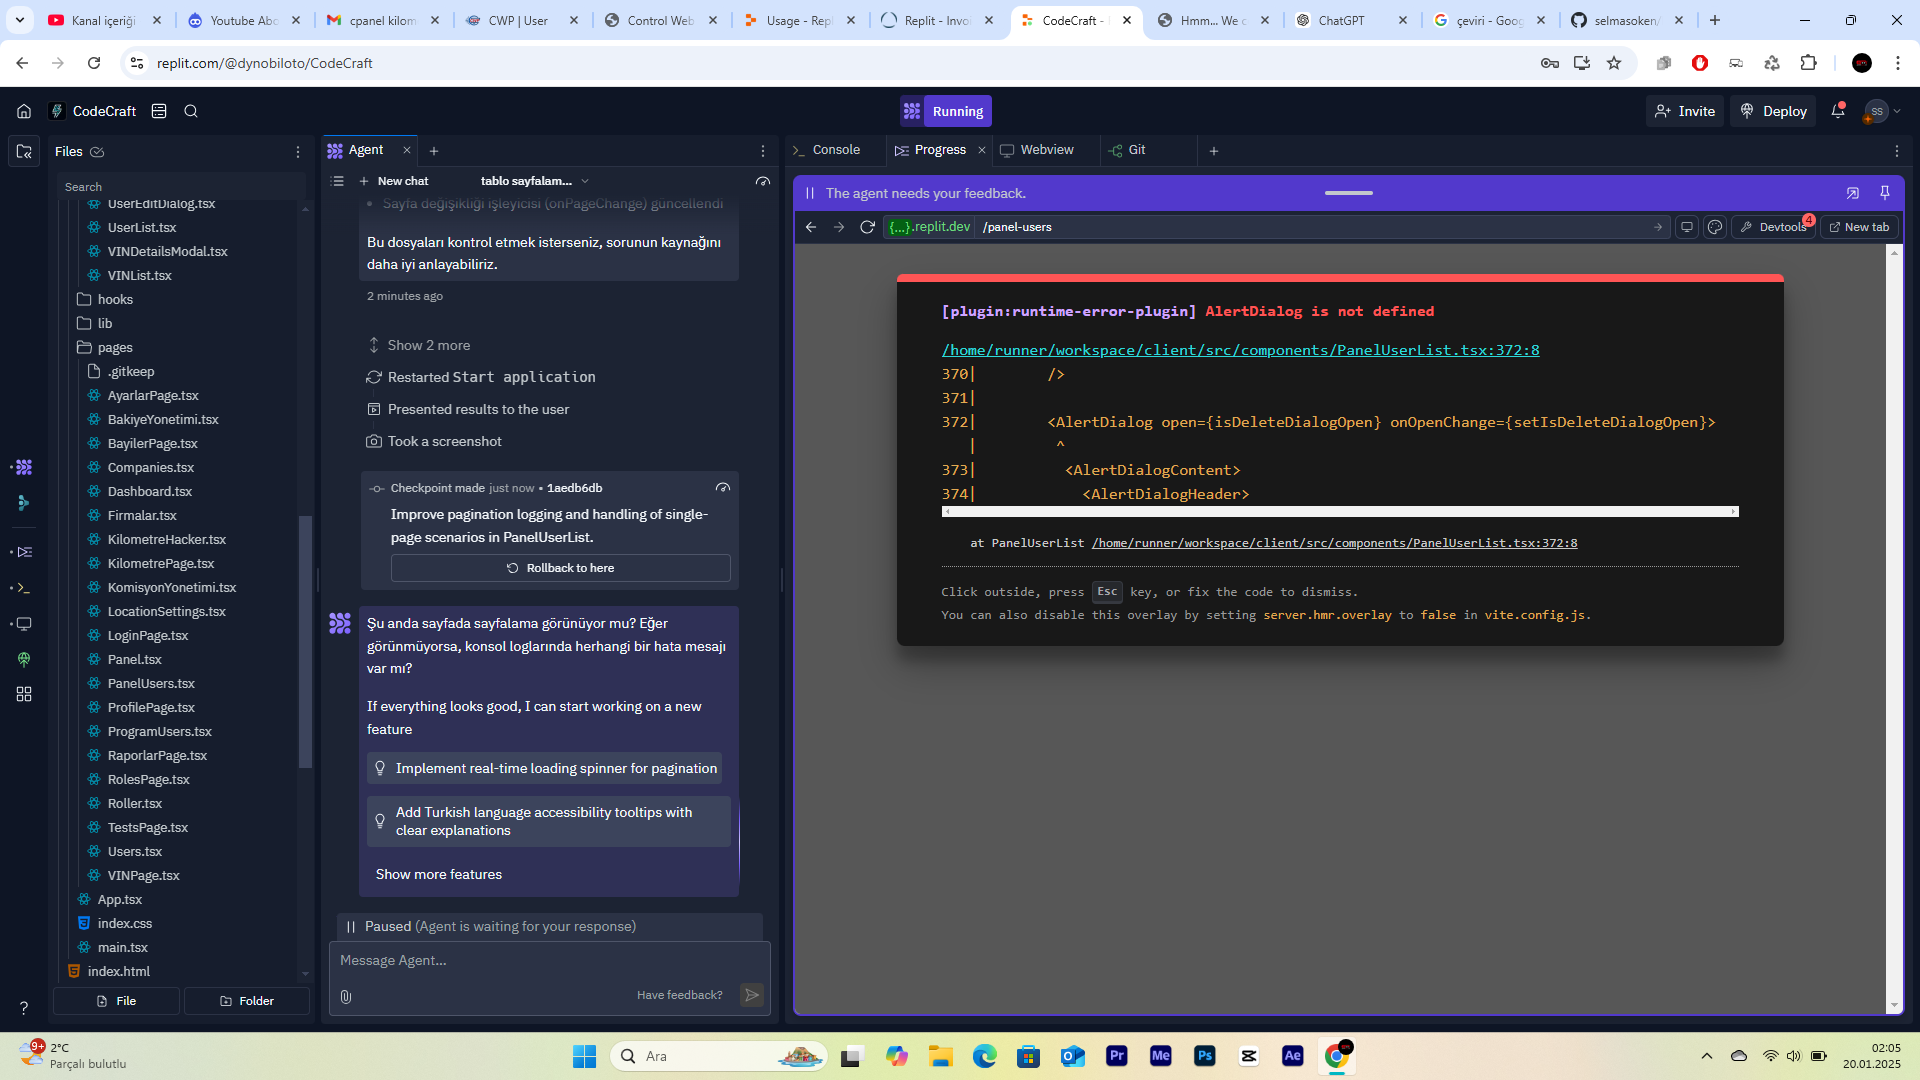 Kanal içeriği
Youtube Abo
cpanel kilom
CWP | User
Control Web
Usage - Repl
Replit - Invo
CodeCraft -
Hmm... We c
ChatGPT
çeviri - Goog
selmasoken/
replit.com/@dynobiloto/CodeCraft
CodeCraft
Running
Invite
Deploy
SS
Files
Search
UserEditDialog.tsx
UserList.tsx
VINDetailsModal.tsx
VINList.tsx
hooks
lib
pages
.gitkeep
AyarlarPage.tsx
BakiyeYonetimi.tsx
BayilerPage.tsx
Companies.tsx
Dashboard.tsx
Firmalar.tsx
KilometreHacker.tsx
KilometrePage.tsx
KomisyonYonetimi.tsx
LocationSettings.tsx
LoginPage.tsx
Panel.tsx
PanelUsers.tsx
ProfilePage.tsx
ProgramUsers.tsx
RaporlarPage.tsx
RolesPage.tsx
Roller.tsx
TestsPage.tsx
Users.tsx
VINPage.tsx
App.tsx
index.css
main.tsx
index.html
File
Folder
Agent
New chat
tablo sayfalam...
Sayfa değişikliği işleyicisi (onPageChange) güncellendi
Bu dosyaları kontrol etmek isterseniz, sorunun kaynağını
daha iyi anlayabiliriz.
2 minutes ago
Show 2 more
Restarted Start application
Presented results to the user
Took a screenshot
Checkpoint made just now • 1aedb6db
Improve pagination logging and handling of single-
page scenarios in PanelUserList.
Rollback to here
Şu anda sayfada sayfalama görünüyor mu? Eğer
görünmüyorsa, konsol loglarında herhangi bir hata mesajı
var mı?
If everything looks good, I can start working on a new
feature
Implement real-time loading spinner for pagination
Add Turkish language accessibility tooltips with
clear explanations
Show more features
Paused (Agent is waiting for your response)
Message Agent...
Have feedback?
Console
Progress
Webview
Git
The agent needs your feedback.
{...}.replit.dev
/panel-users
Devtools
4
New tab
[plugin:runtime-error-plugin] AlertDialog is not defined
/home/runner/workspace/client/src/components/PanelUserList.tsx:372:8
370| />
371|
372| <AlertDialog open={isDeleteDialogOpen} onOpenChange={setIsDeleteDialogOpen}>
| ^
373| <AlertDialogContent>
374| <AlertDialogHeader>
at PanelUserList /home/runner/workspace/client/src/components/PanelUserList.tsx:372:8
Click outside, press Esc key, or fix the code to dismiss.
You can also disable this overlay by setting server.hmr.overlay to false in vite.config.js.
9+
2°C
Parçalı bulutlu
Ara
Pr
Me
Ps
Ae
02:05
20.01.2025